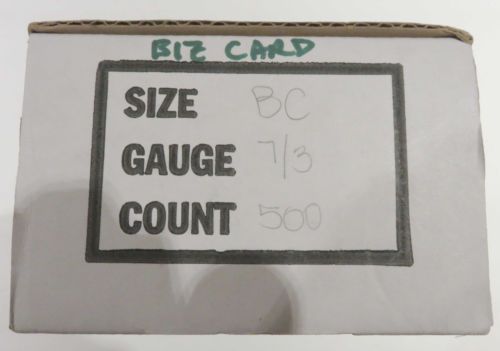 BIZ CARD
SIZE BC
GAUGE 7/3
COUNT 500